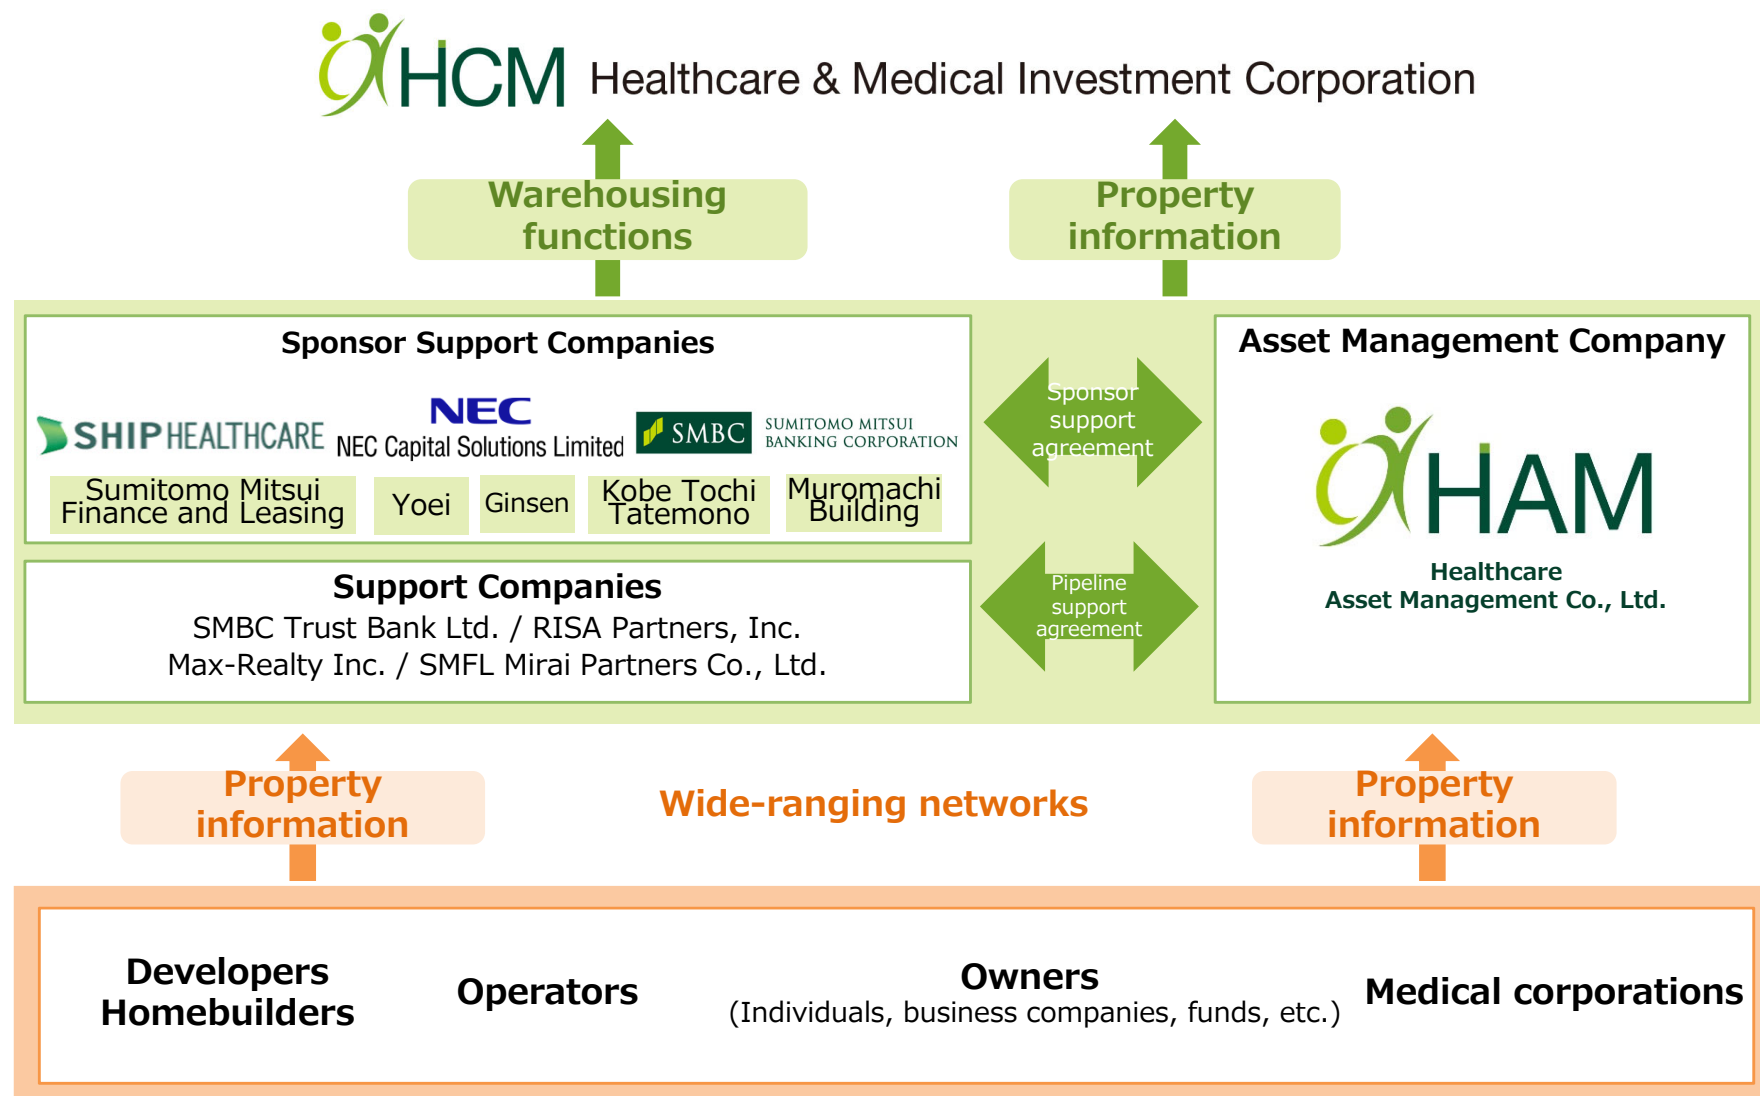 HCM Healthcare & Medical Investment Corporation
Warehousing
functions
Property
information
Sponsor Support Companies
SHIP HEALTHCARE
NEC
NEC Capital Solutions Limited
SMBC
SUMITOMO MITSUI
BANKING CORPORATION
Sumitomo Mitsui
Finance and Leasing
Yoei
Ginsen
Kobe Tochi
Tatemono
Muromachi
Building
Sponsor
support
agreement
Asset Management Company
HAM
Healthcare
Asset Management Co., Ltd.
Support Companies
SMBC Trust Bank Ltd. / RISA Partners, Inc.
Max-Realty Inc. / SMFL Mirai Partners Co., Ltd.
Pipeline
support
agreement
Property
information
Wide-ranging networks
Property
information
Developers
Homebuilders
Operators
Owners
(Individuals, business companies, funds, etc.)
Medical corporations